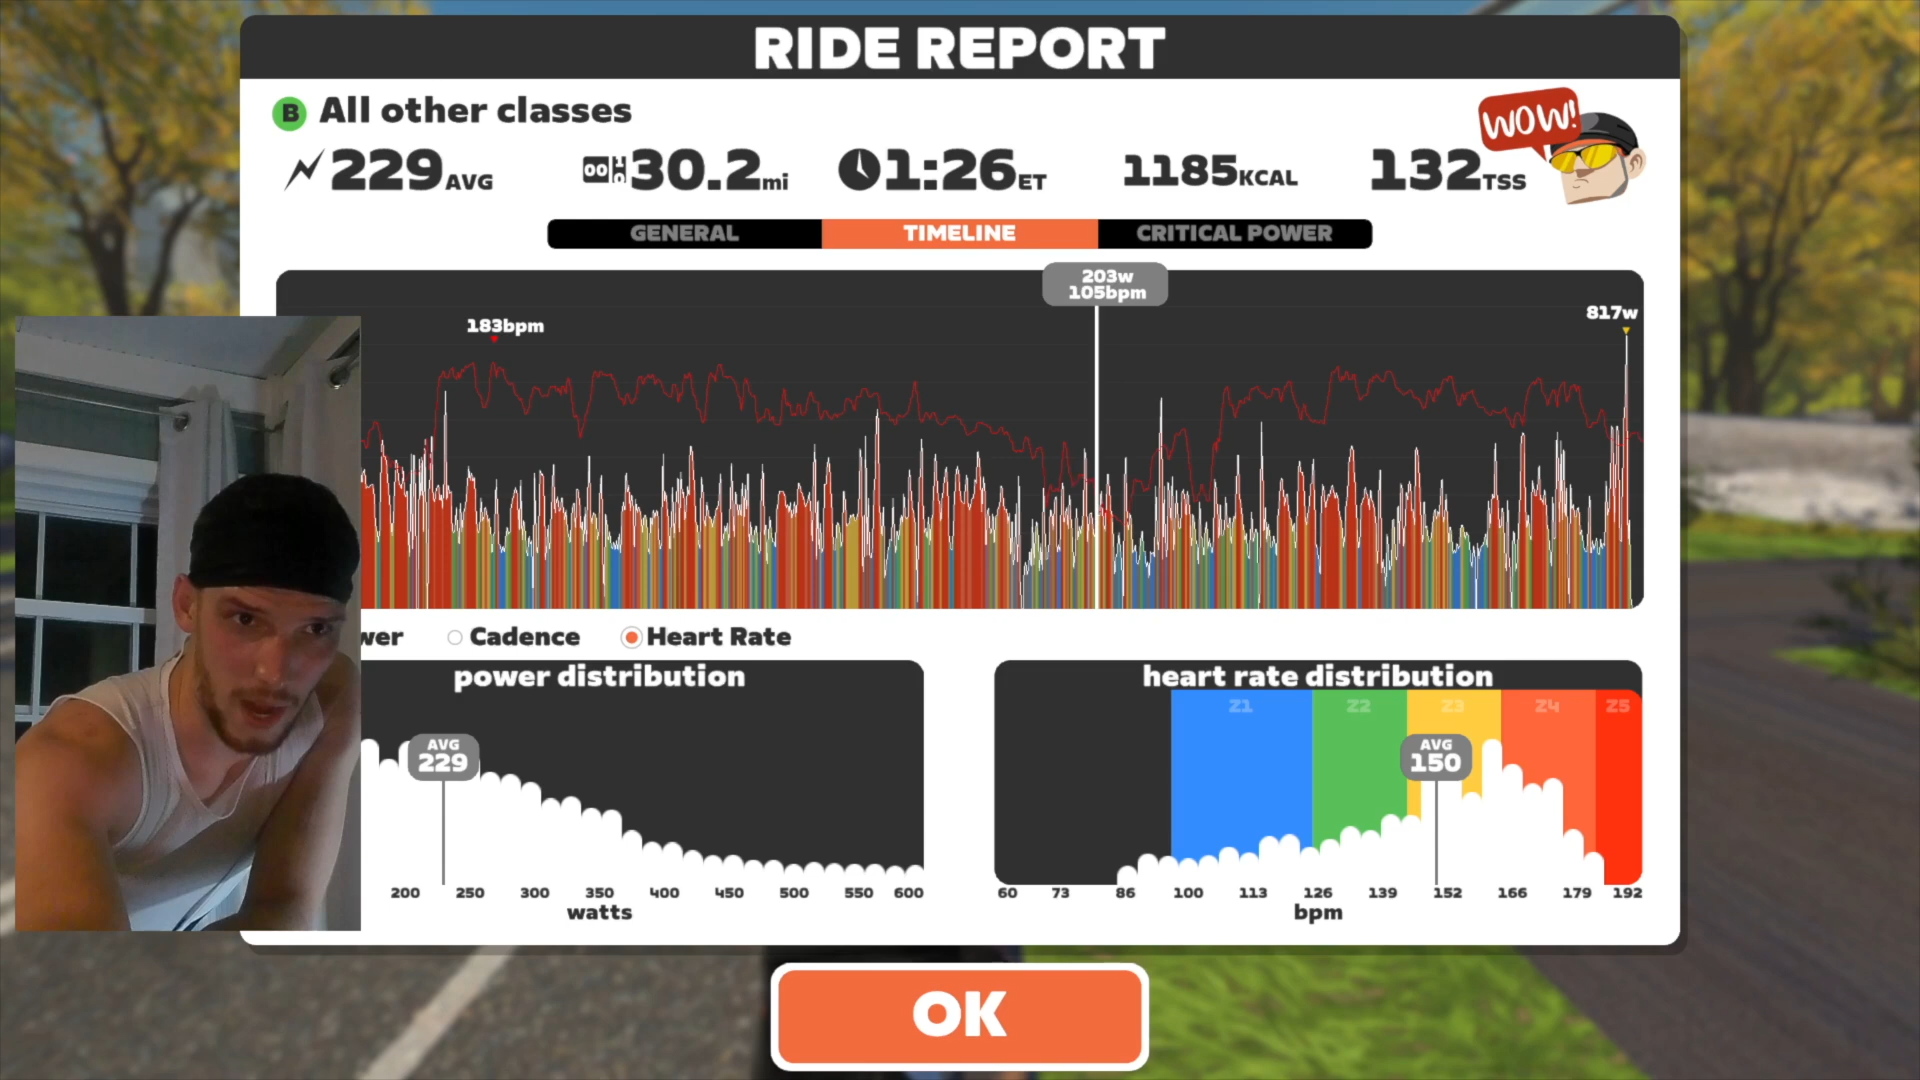 RIDE REPORT
B All other classes
WOW!
229AVG 30.2mi 1:26ET 1185KCAL 132TSS
GENERAL TIMELINE CRITICAL POWER
203w
105bpm
183bpm
817w
wer Cadence Heart Rate
power distribution
AVG
229
200 250 300 350 400 450 500 550 600
watts
heart rate distribution
Z1 Z2 Z3 Z4 Z5
AVG
150
60 73 86 100 113 126 139 152 166 179 192
bpm
OK